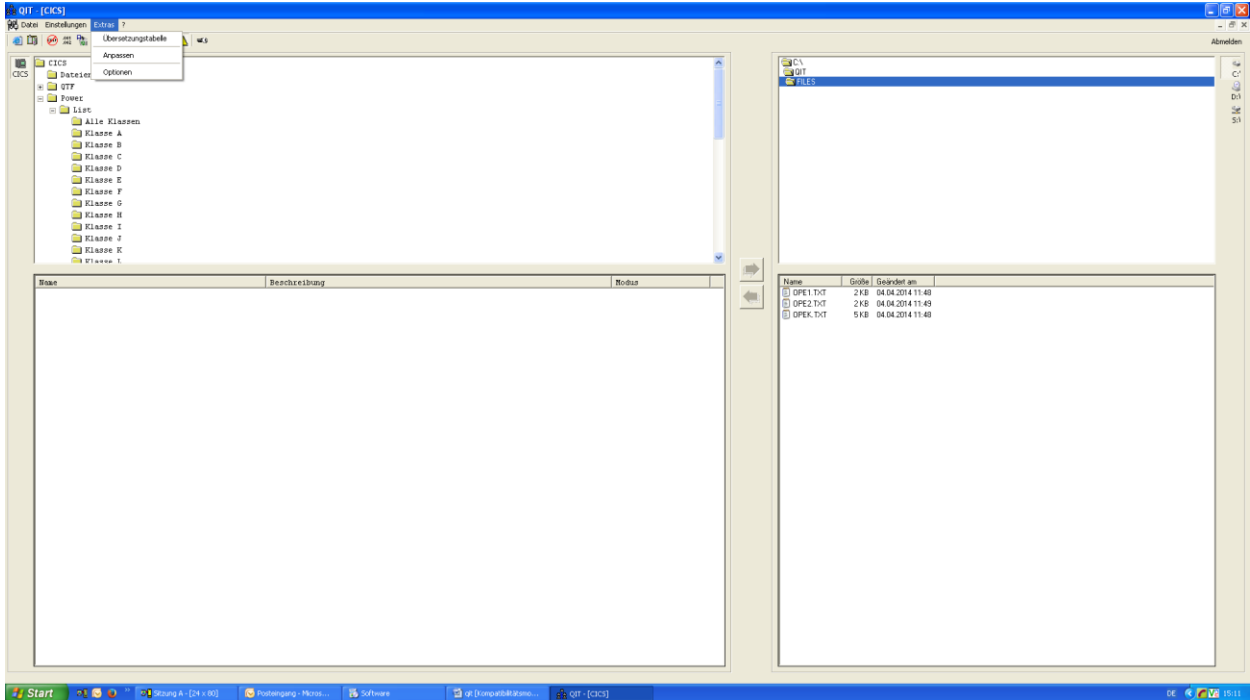 QIT - [CICS]
Datei Einstellungen Extras ?
Übersetzungstabelle
Anpassen
Optionen
Abmelden
CICS
CICS
Dateien
QTF
Power
List
Alle Klassen
Klasse A
Klasse B
Klasse C
Klasse D
Klasse E
Klasse F
Klasse G
Klasse H
Klasse I
Klasse J
Klasse K
Klasse L
C:\
QIT
FILES
C:\
D:\
S:\
Name Beschreibung Modus
Name Größe Geändert am
OPE1.TXT 2 KB 04.04.2014 11:48
OPE2.TXT 2 KB 04.04.2014 11:49
OPEK.TXT 5 KB 04.04.2014 11:48
Start
Sitzung A - [24 x 80]
Posteingang - Micros...
Software
qit [Kompatibilitätsmo...
QIT - [CICS]
DE
15:11